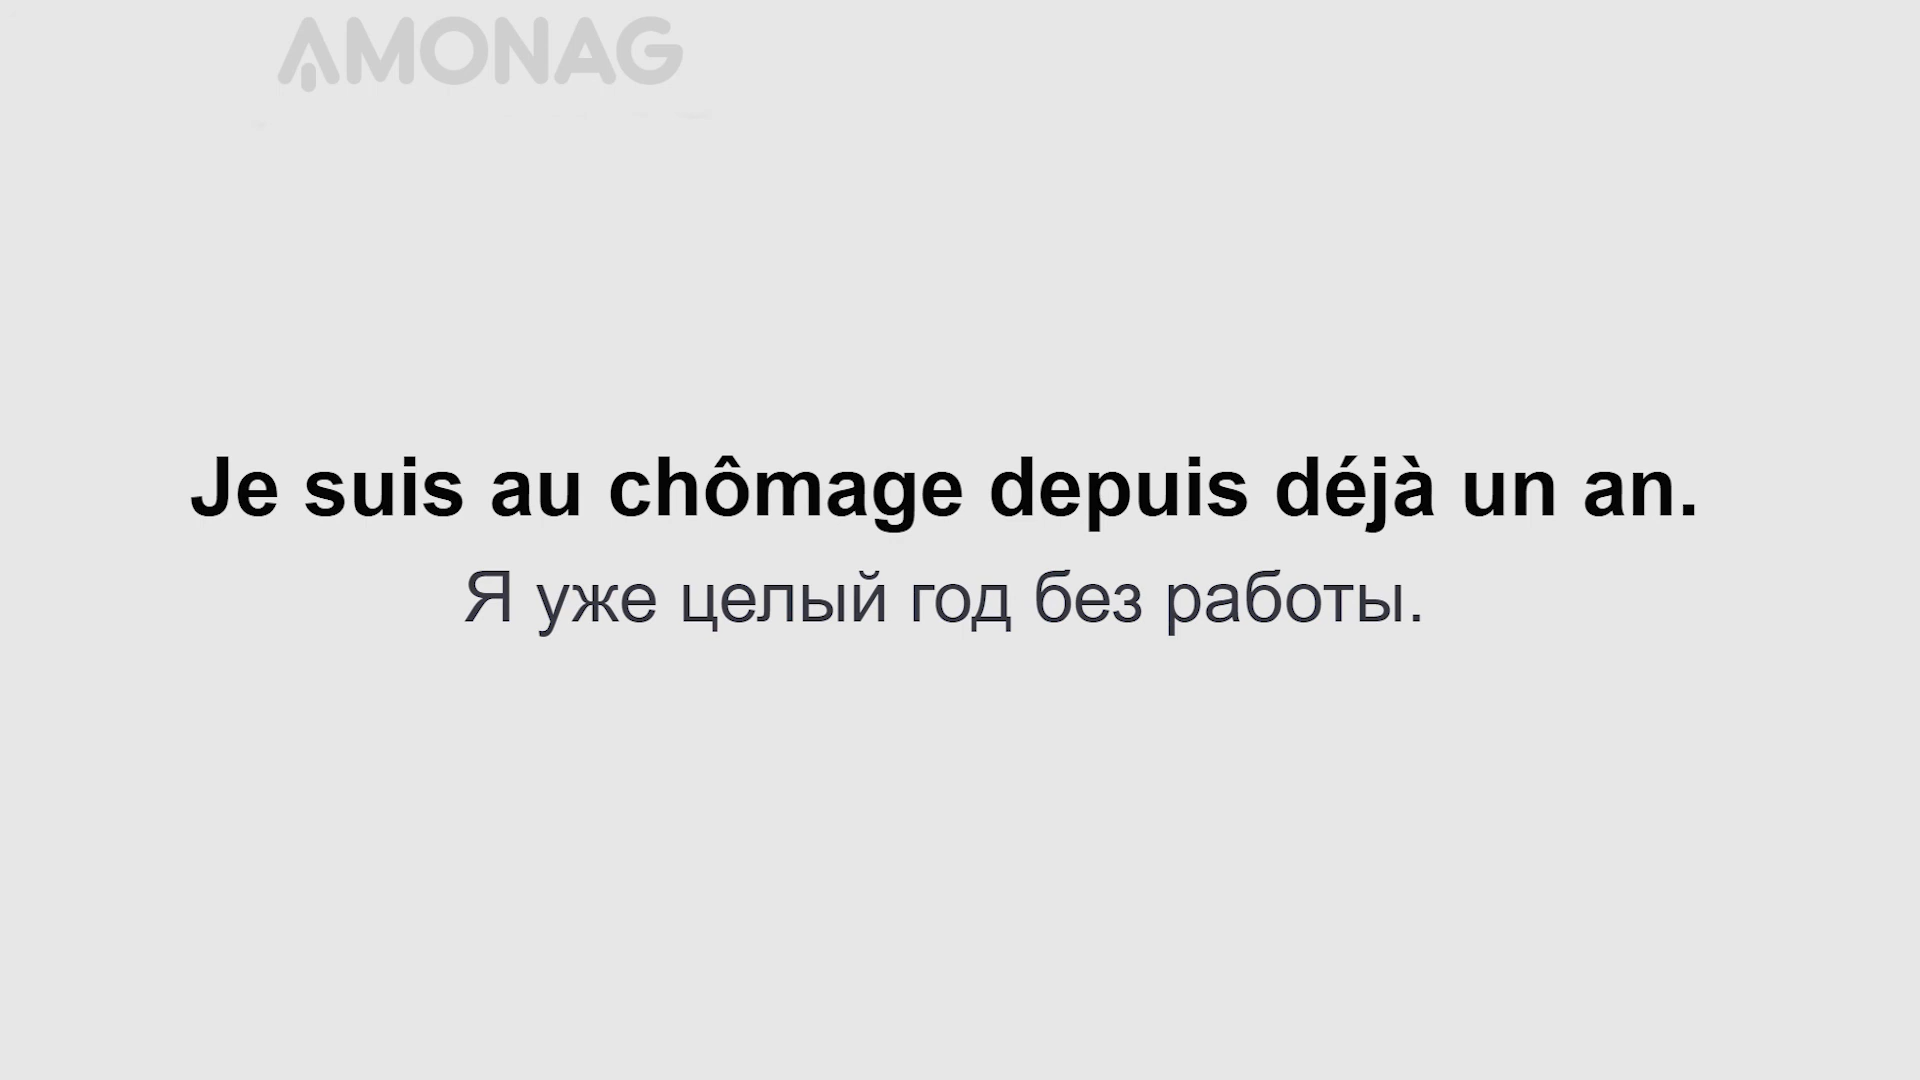 AMONAG
Je suis au chômage depuis déjà un an.
Я уже целый год без работы.